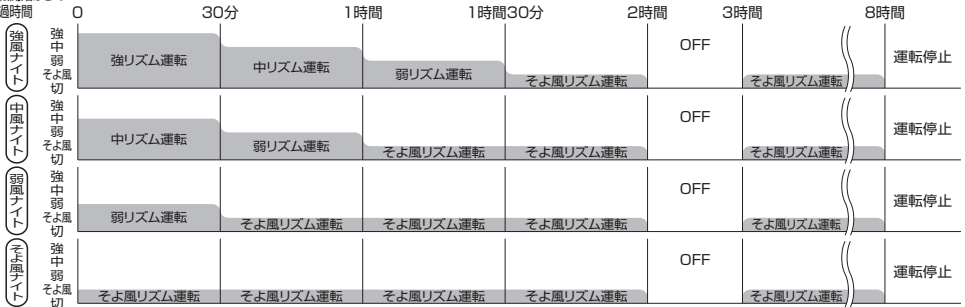 過時間 0 30分 1時間 1時間30分 2時間 3時間 8時間
強風ナイト
強
中
弱
そよ風
切
強リズム運転
中リズム運転
弱リズム運転
そよ風リズム運転
OFF
そよ風リズム運転
運転停止
中風ナイト
強
中
弱
そよ風
切
中リズム運転
弱リズム運転
そよ風リズム運転
そよ風リズム運転
OFF
そよ風リズム運転
運転停止
弱風ナイト
強
中
弱
そよ風
切
弱リズム運転
そよ風リズム運転
そよ風リズム運転
そよ風リズム運転
OFF
そよ風リズム運転
運転停止
そよ風ナイト
強
中
弱
そよ風
切
そよ風リズム運転
そよ風リズム運転
そよ風リズム運転
そよ風リズム運転
OFF
そよ風リズム運転
運転停止